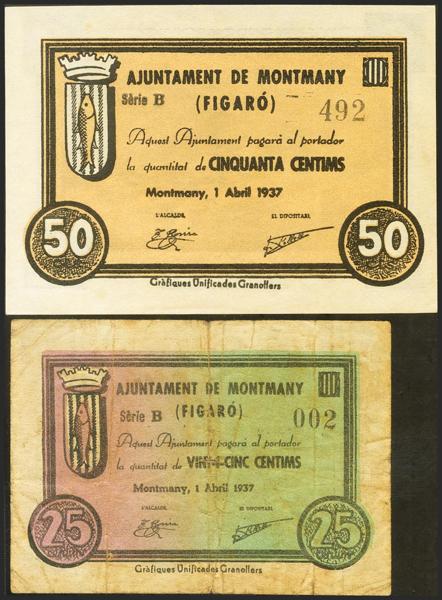 AJUNTAMENT DE MONTMANY
Sèrie B (FIGARÓ) 492
Aquest Ajuntament pagarà al portador
la quantitat de CINQUANTA CENTIMS
Montmany, 1 Abril 1937
L'ALCALDE, EL DIPOSITARI,
50 50
Gràfiques Unificades Granollers
AJUNTAMENT DE MONTMANY
Sèrie B (FIGARÓ) 002
Aquest Ajuntament pagarà al portador
la quantitat de VINT-I-CINC CENTIMS
Montmany, 1 Abril 1937
L'ALCALDE, EL DIPOSITARI,
25 25
Gràfiques Unificades Granollers